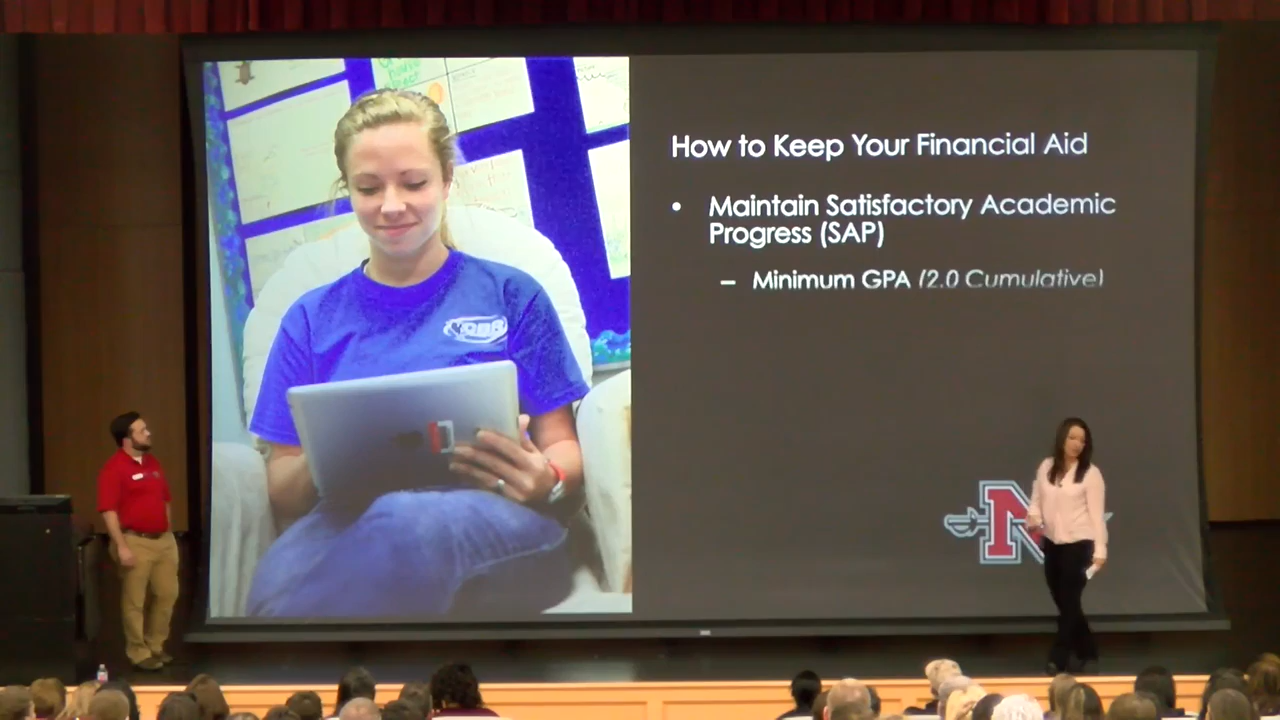 How to Keep Your Financial Aid
• Maintain Satisfactory Academic
Progress (SAP)
– Minimum GPA (2.0 Cumulative)
N